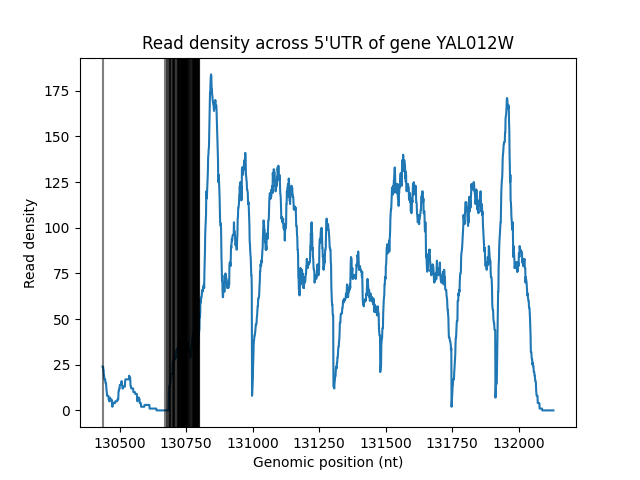 Read density across 5'UTR of gene YAL012W
Read density
175
150
125
100
75
50
25
0
130500 130750 131000 131250 131500 131750 132000
Genomic position (nt)